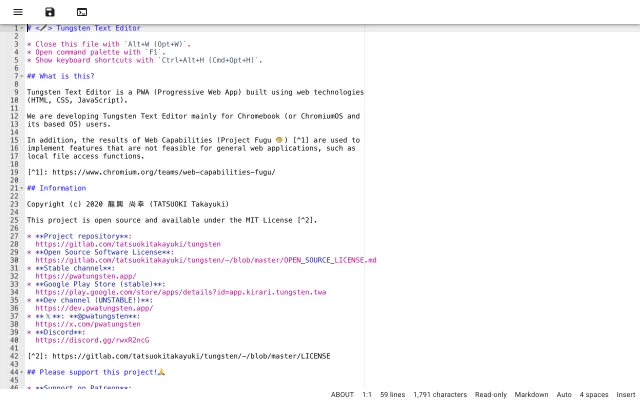 1 # </> Tungsten Text Editor
2
3 * Close this file with `Alt+W (Opt+W)`.
4 * Open command palette with `F1`.
5 * Show keyboard shortcuts with `Ctrl+Alt+H (Cmd+Opt+H)`.
6
7 ## What is this?
8
9 Tungsten Text Editor is a PWA (Progressive Web App) built using web technologies
10 (HTML, CSS, JavaScript).
11
12 We are developing Tungsten Text Editor mainly for Chromebook (or ChromiumOS and
13 its based OS) users.
14
15 In addition, the results of Web Capabilities (Project Fugu 🐡) [^1] are used to
16 implement features that are not feasible for general web applications, such as
17 local file access functions.
18
19 [^1]: https://www.chromium.org/teams/web-capabilities-fugu/
20
21 ## Information
22
23 Copyright (c) 2020 龍興 尚幸 (TATSUOKI Takayuki)
24
25 This project is open source and available under the MIT License [^2].
26
27 * **Project repository**:
28 https://gitlab.com/tatsuokitakayuki/tungsten
29 * **Open Source Software License**:
30 https://gitlab.com/tatsuokitakayuki/tungsten/-/blob/master/OPEN_SOURCE_LICENSE.md
31 * **Stable channel**:
32 https://pwatungsten.app/
33 * **Google Play Store (stable)**:
34 https://play.google.com/store/apps/details?id=app.kirari.tungsten.twa
35 * **Dev channel (UNSTABLE!)**:
36 https://dev.pwatungsten.app/
37 * **𝕏**: **@pwatungsten**:
38 https://x.com/pwatungsten
39 * **Discord**:
40 https://discord.gg/rwxR2ncG
41
42 [^2]: https://gitlab.com/tatsuokitakayuki/tungsten/-/blob/master/LICENSE
43
44 ## Please support this project!🙏
45
46 * **Support on Patreon**:
ABOUT 1:1 59 lines 1,791 characters Read-only Markdown Auto 4 spaces Insert